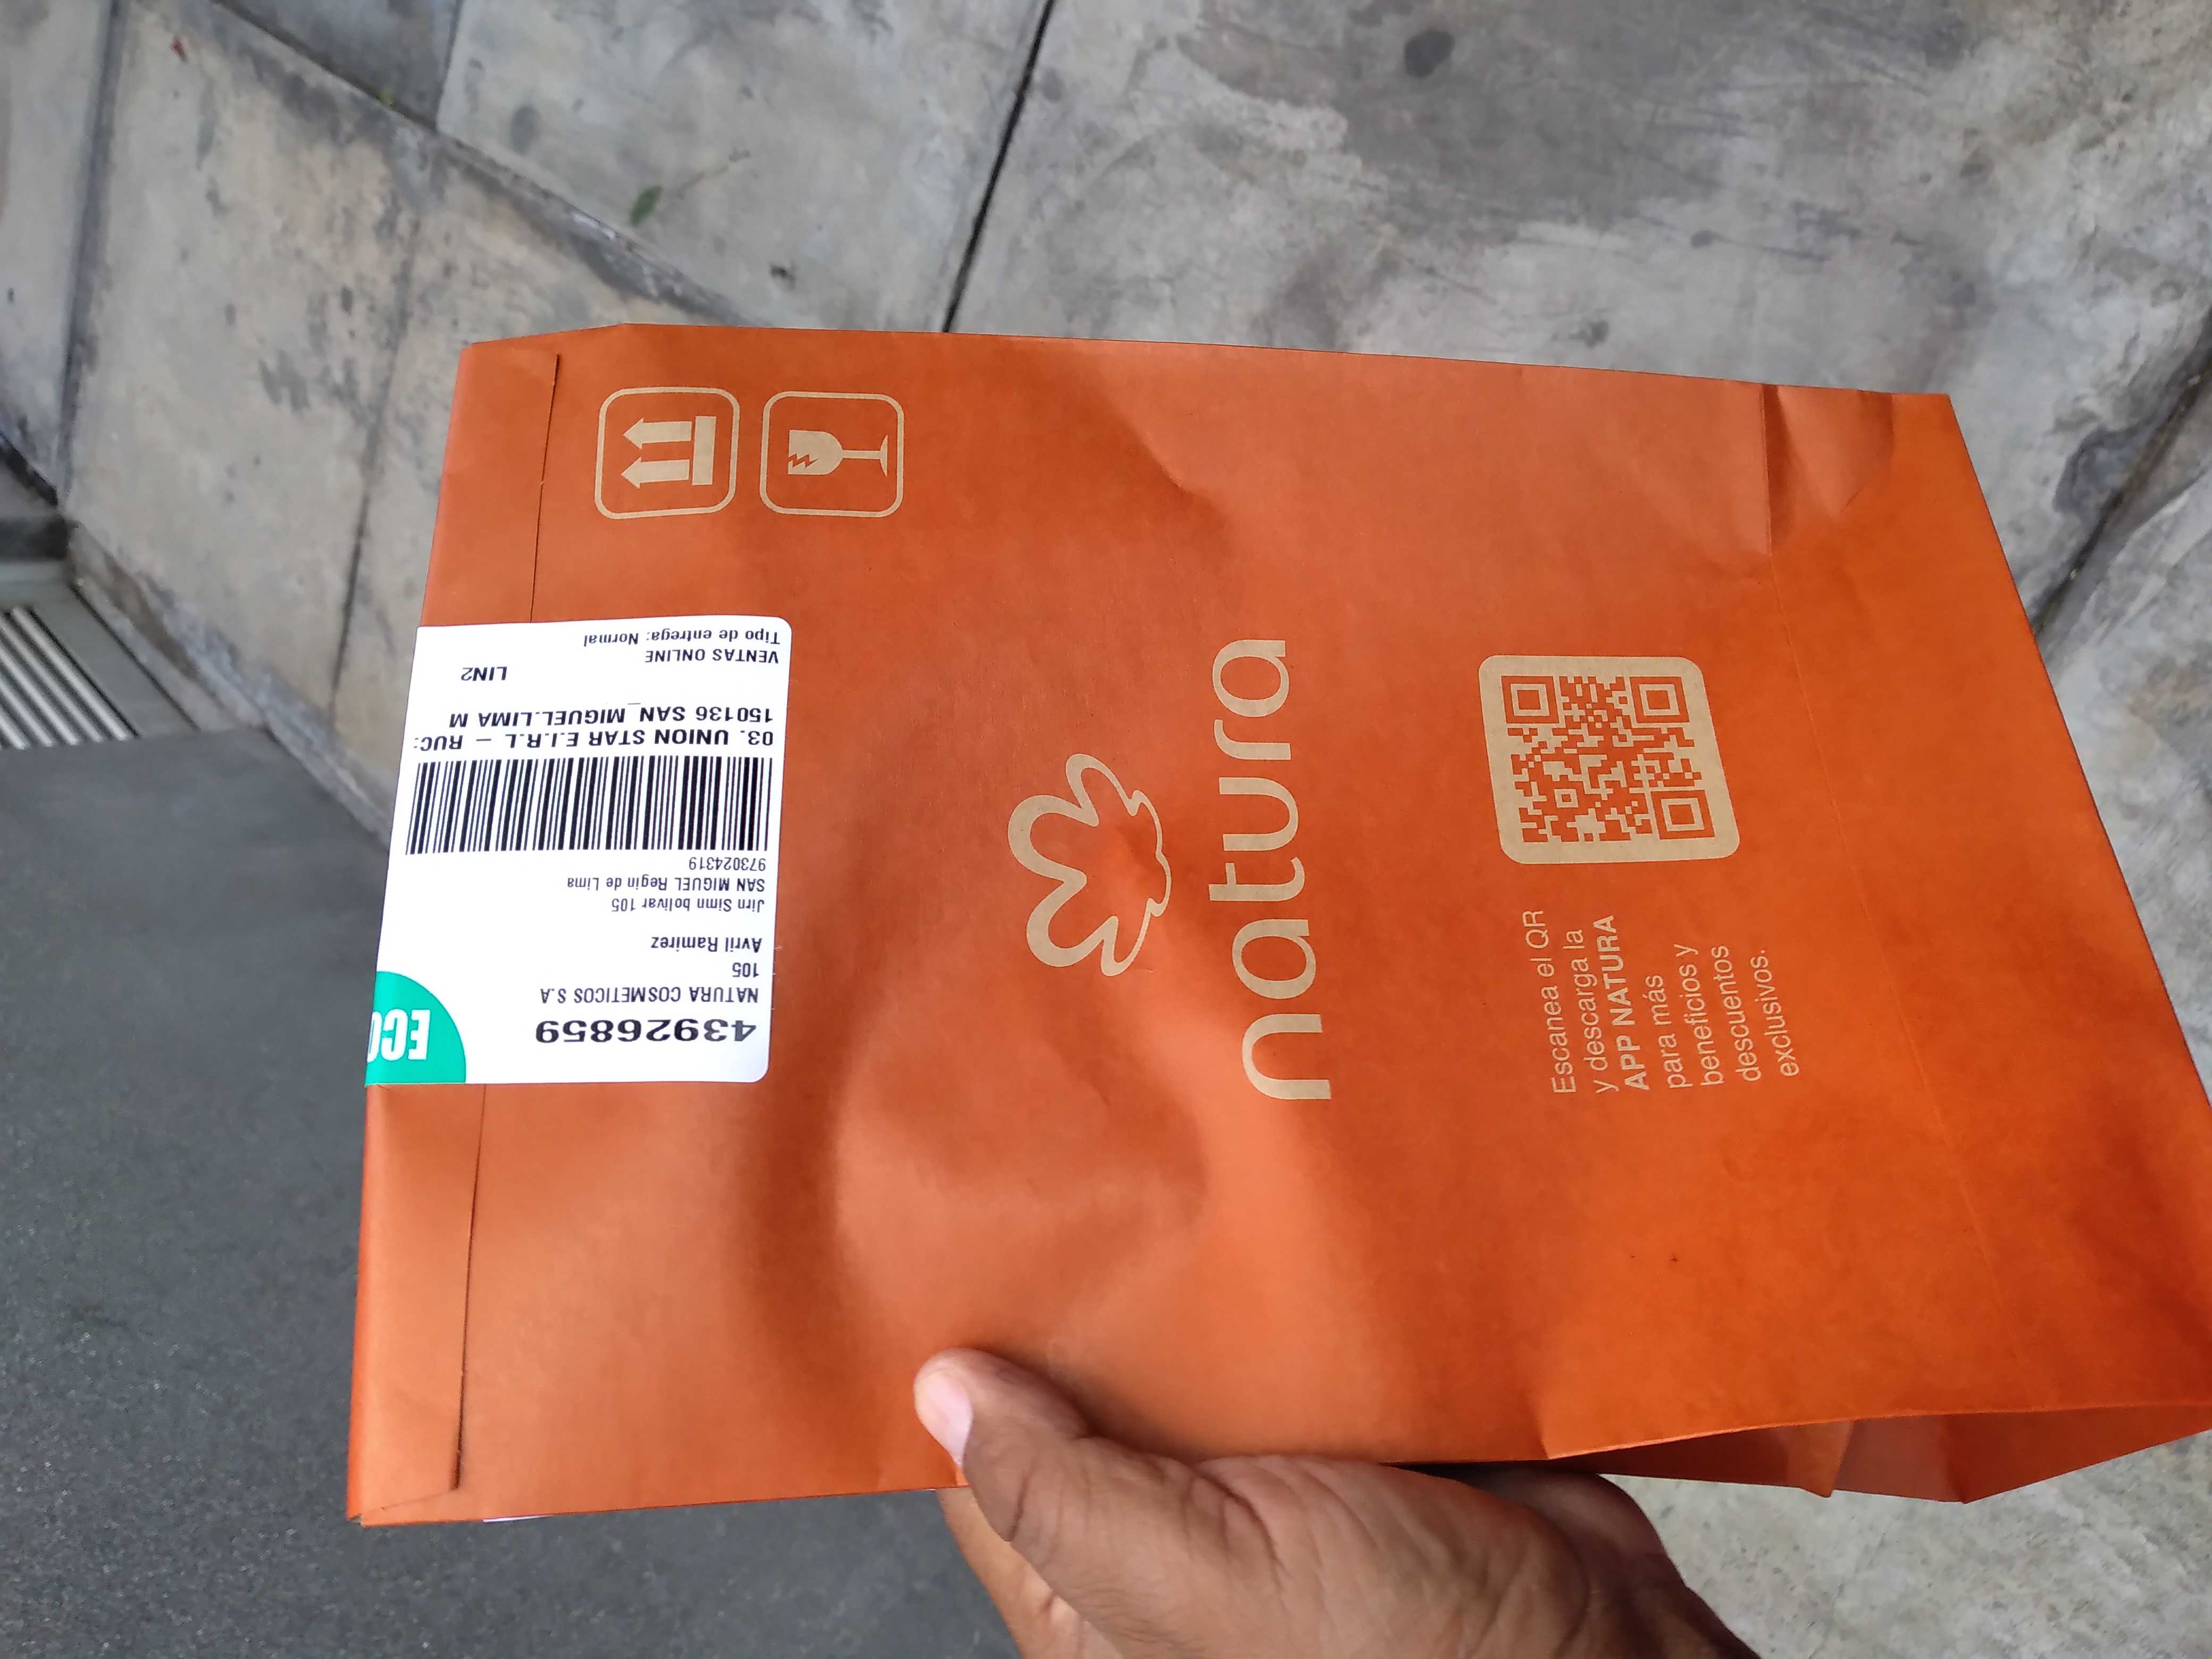 43926859
NATURA COSMETICOS S.A
105
Avril Ramirez
Jirn Simn bolivar 105
SAN MIGUEL Regin de Lima
973024319
03. UNION STAR E.I.R.L - RUC:
150136 SAN_MIGUEL.LIMA M
LIN2
VENTAS ONLINE
Tipo de entrega: Normal
ECO
natura
Escanea el QR
y descarga la
APP NATURA
para más
beneficios y
descuentos
exclusivos.